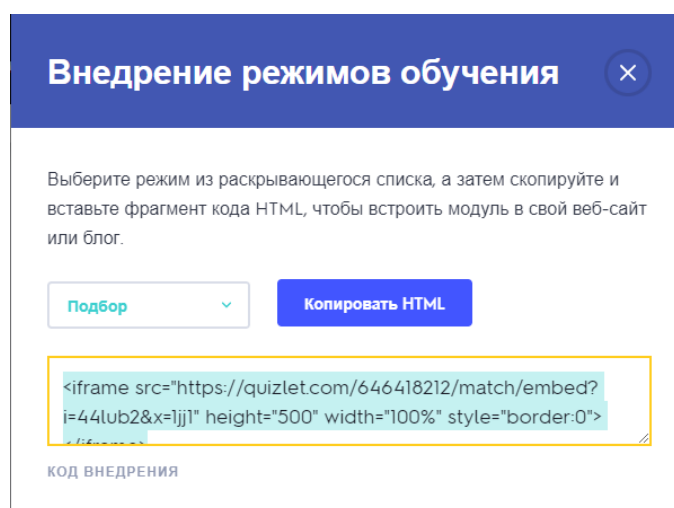 Внедрение режимов обучения
Выберите режим из раскрывающегося списка, а затем скопируйте и
вставьте фрагмент кода HTML, чтобы встроить модуль в свой веб-сайт
или блог.
Подбор
Копировать HTML
<iframe src="https://quizlet.com/646418212/match/embed?
i=44lub2&x=1jj1" height="500" width="100%" style="border:0">
</iframe>
КОД ВНЕДРЕНИЯ